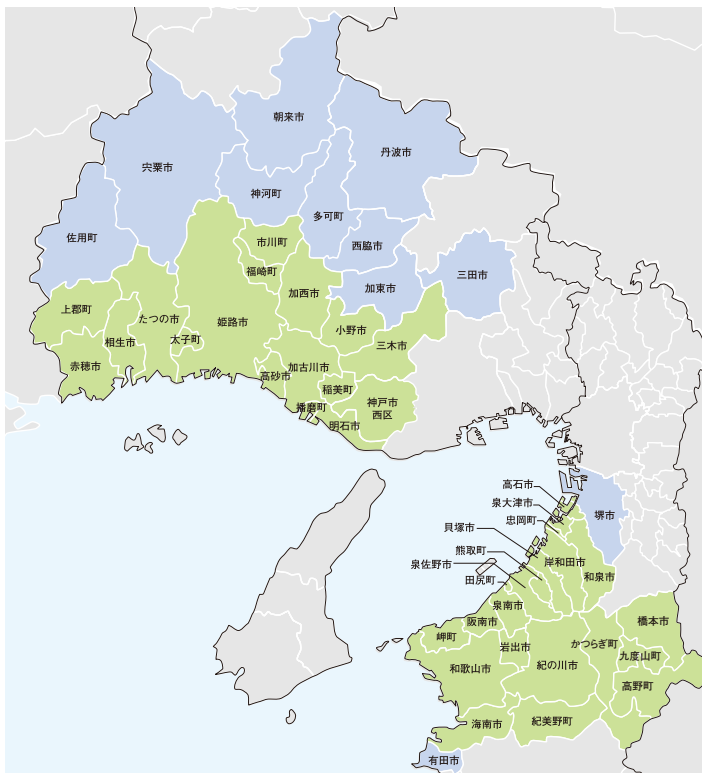 朝来市
丹波市
宍粟市
神河町
多可町
佐用町
西脇市
市川町
福崎町
三田市
加東市
加西市
上郡町
たつの市
姫路市
小野市
相生市
太子町
三木市
赤穂市
高砂市
加古川市
稲美町
神戸市
西区
播磨町
明石市
高石市
泉大津市
忠岡町
堺市
貝塚市
熊取町
泉佐野市
田尻町
岸和田市
和泉市
泉南市
阪南市
岬町
岩出市
かつらぎ町
橋本市
九度山町
和歌山市
紀の川市
高野町
海南市
紀美野町
有田市